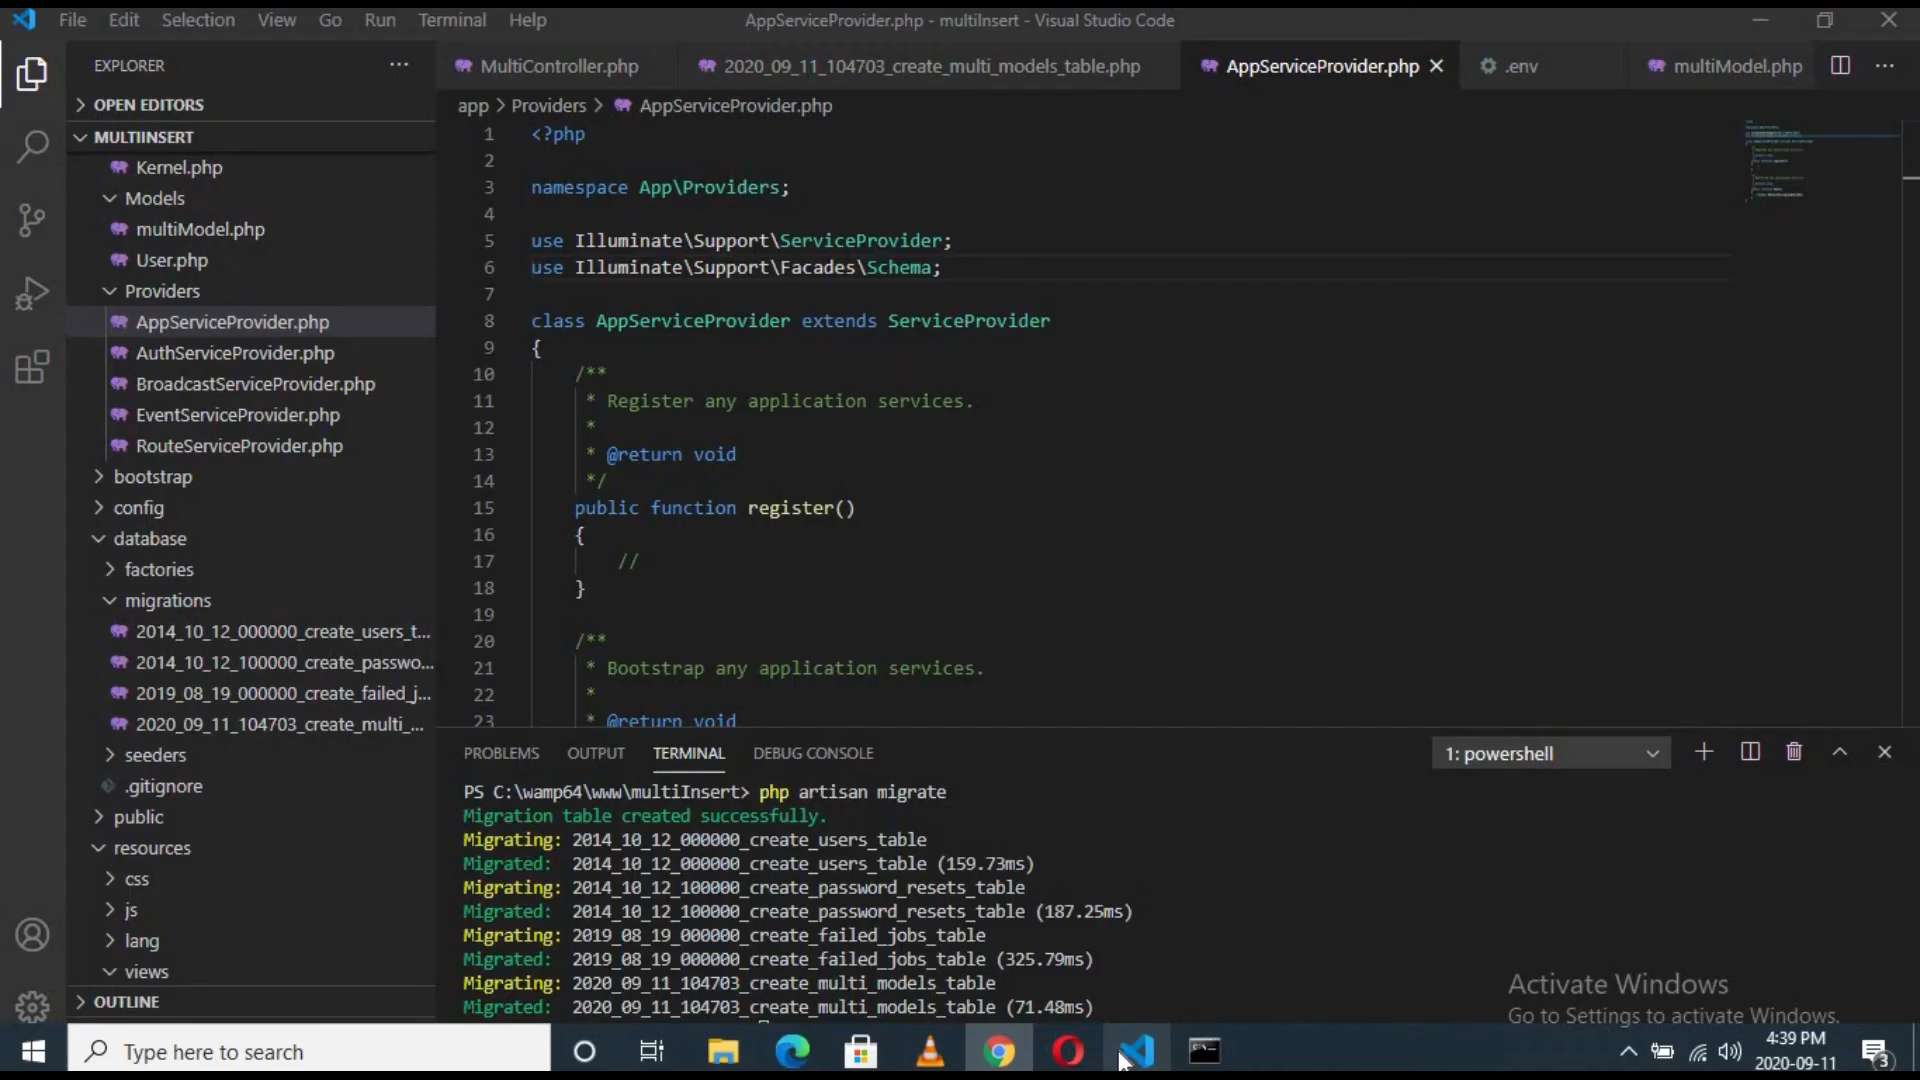 File Edit Selection View Go Run Terminal Help
AppServiceProvider.php - multiInsert - Visual Studio Code
EXPLORER
OPEN EDITORS
MULTIINSERT
Kernel.php
Models
multiModel.php
User.php
Providers
AppServiceProvider.php
AuthServiceProvider.php
BroadcastServiceProvider.php
EventServiceProvider.php
RouteServiceProvider.php
bootstrap
config
database
factories
migrations
2014_10_12_000000_create_users_t...
2014_10_12_100000_create_passwo...
2019_08_19_000000_create_failed_j...
2020_09_11_104703_create_multi_...
seeders
.gitignore
public
resources
css
js
lang
views
OUTLINE
MultiController.php 2020_09_11_104703_create_multi_models_table.php AppServiceProvider.php .env multiModel.php
app > Providers > AppServiceProvider.php
1 <?php
2
3 namespace App\Providers;
4
5 use Illuminate\Support\ServiceProvider;
6 use Illuminate\Support\Facades\Schema;
7
8 class AppServiceProvider extends ServiceProvider
9 {
10 /**
11 * Register any application services.
12 *
13 * @return void
14 */
15 public function register()
16 {
17 //
18 }
19
20 /**
21 * Bootstrap any application services.
22 *
23 * @return void
PROBLEMS OUTPUT TERMINAL DEBUG CONSOLE
1: powershell
PS C:\wamp64\www\multiInsert> php artisan migrate
Migration table created successfully.
Migrating: 2014_10_12_000000_create_users_table
Migrated: 2014_10_12_000000_create_users_table (159.73ms)
Migrating: 2014_10_12_100000_create_password_resets_table
Migrated: 2014_10_12_100000_create_password_resets_table (187.25ms)
Migrating: 2019_08_19_000000_create_failed_jobs_table
Migrated: 2019_08_19_000000_create_failed_jobs_table (325.79ms)
Migrating: 2020_09_11_104703_create_multi_models_table
Migrated: 2020_09_11_104703_create_multi_models_table (71.48ms)
Activate Windows
Go to Settings to activate Windows.
Type here to search
4:39 PM
2020-09-11
3